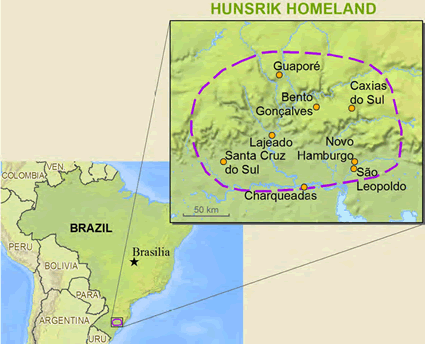 HUNSRIK HOMELAND
Guaporé
Bento
Gonçalves
Caxias
do Sul
Lajeado
Novo
Hamburgo
Santa Cruz
do Sul
São
Leopoldo
Charqueadas
50 km
VEN
COLOMBIA
BRAZIL
Brasilia
PERU
BOLIVIA
PARA
ARGENTINA
URU